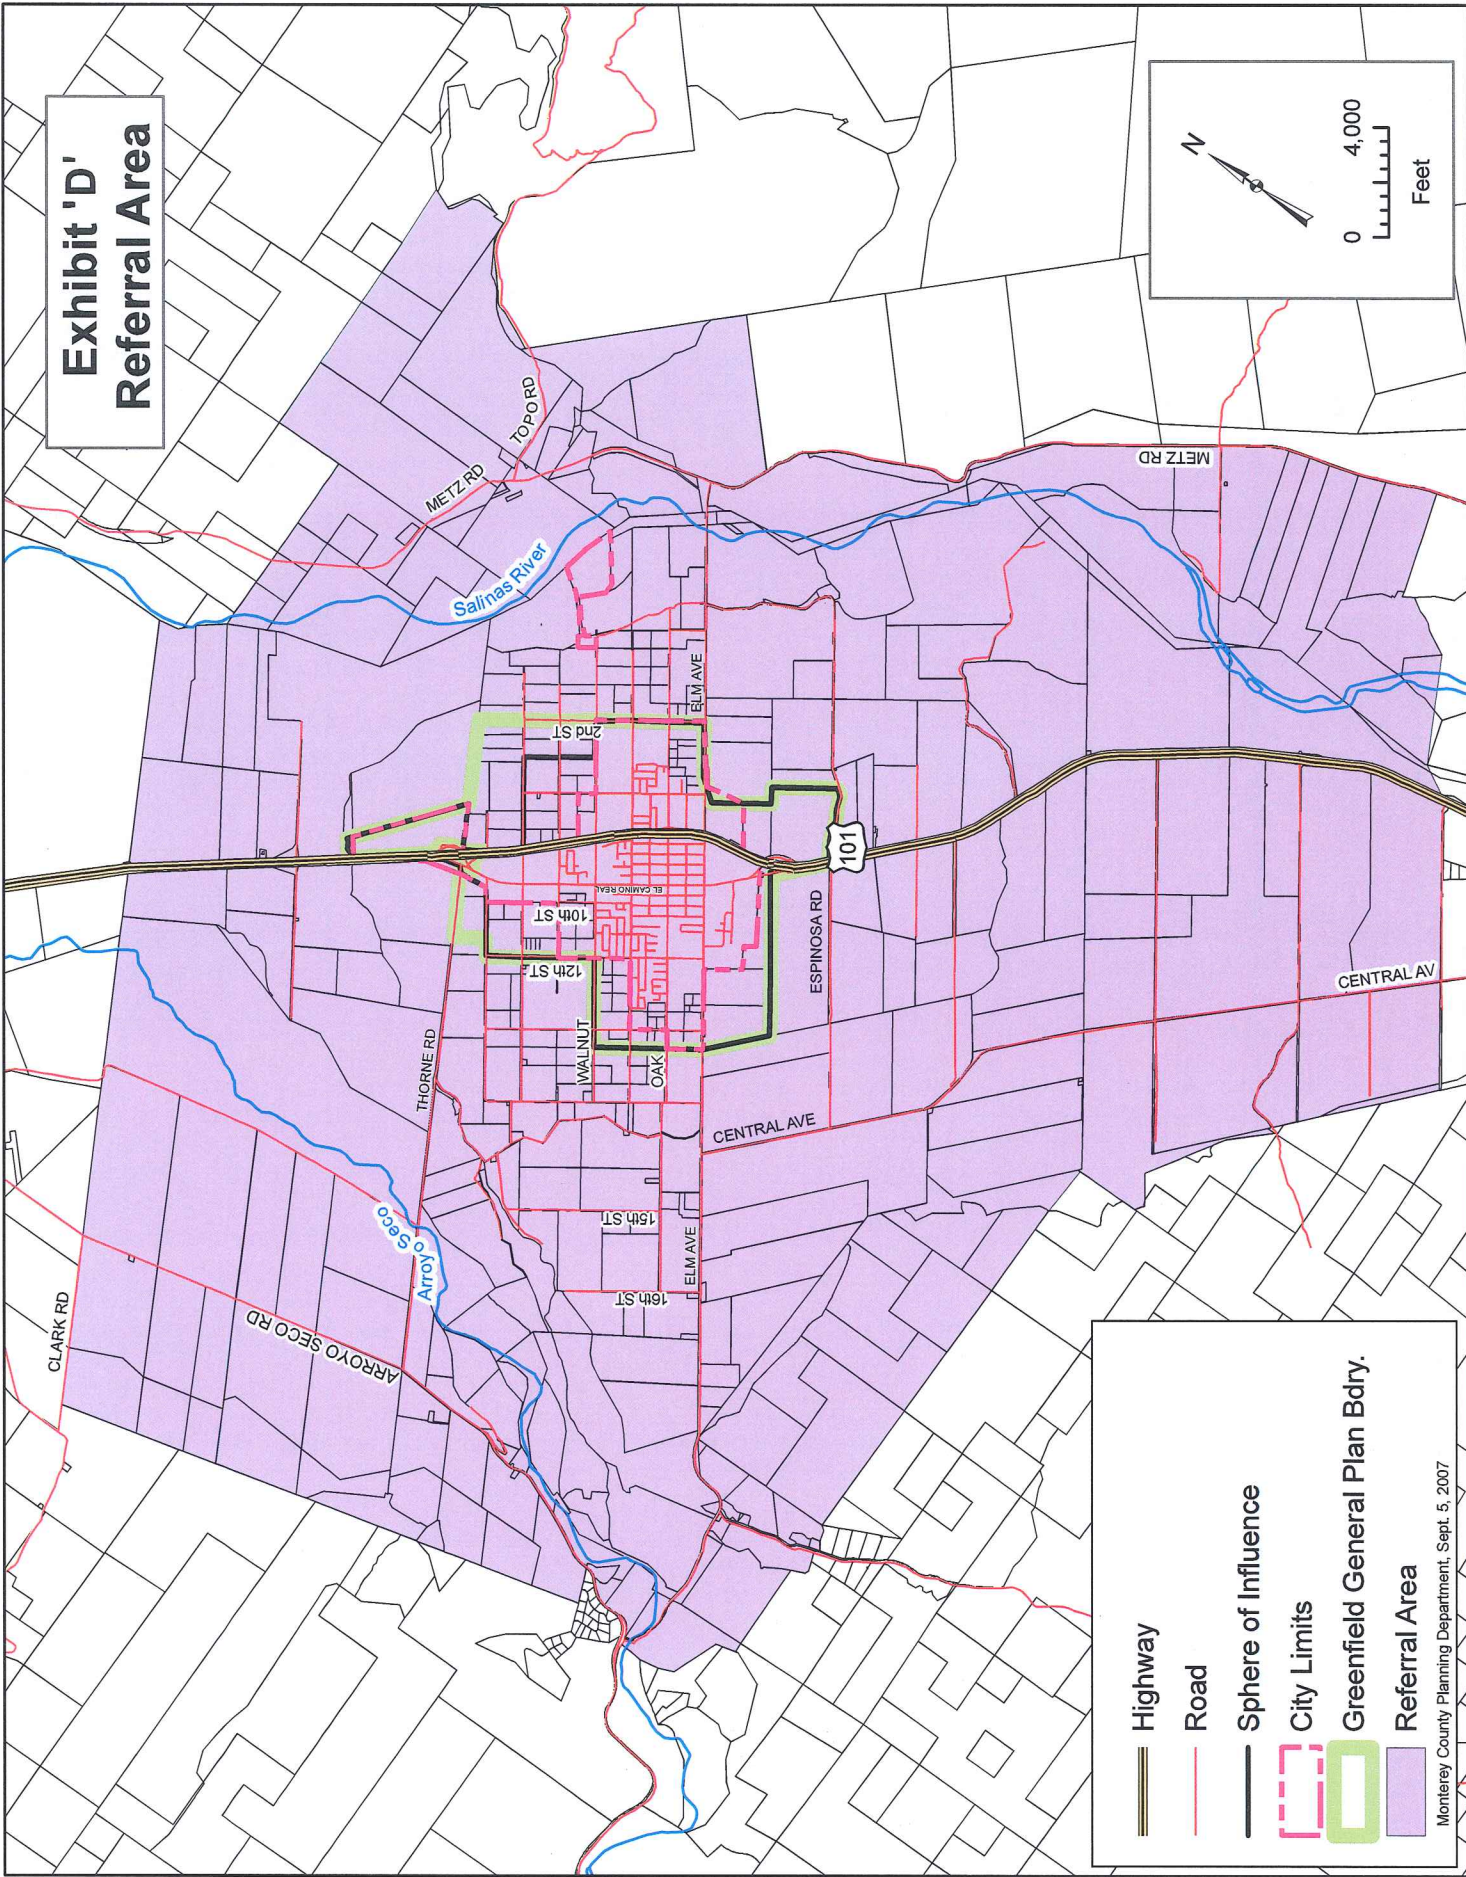 Exhibit 'D'
Referral Area
N
0 4,000
Feet
METZ RD
TOPO RD
METZ RD
Salinas River
ELM AVE
2nd ST
101
EL CAMINO REAL
10th ST
12th ST
ESPINOSA RD
CENTRAL AV
WALNUT
OAK
THORNE RD
CENTRAL AVE
15th ST
ELM AVE
16th ST
Arroyo Seco
ARROYO SECO RD
CLARK RD
Highway
Road
Sphere of Influence
City Limits
Greenfield General Plan Bdry.
Referral Area
Monterey County Planning Department, Sept. 5, 2007